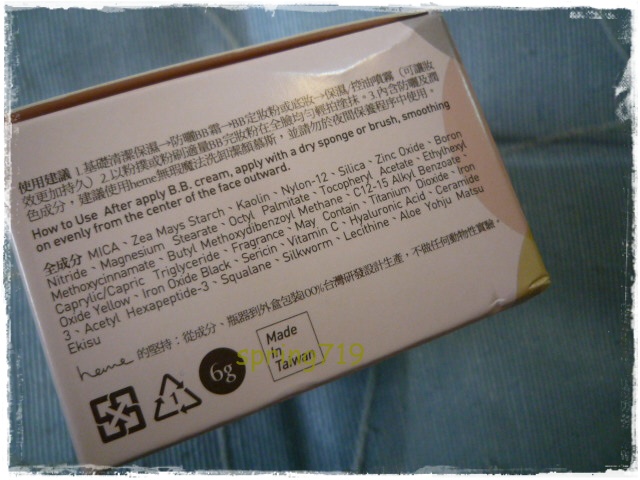 使用建議 1.基礎清潔保濕→防曬BB霜→BB定妝粉或底妝→保濕/控油噴霧（可讓妝
效更加持久）2.以粉撲或粉刷適量BB完妝粉在全臉均勻輕拍塗抹。3.內含防曬及潤
色成分，建議使用heme無瑕魔法洗卸潔顏慕斯，並請勿於夜間保養程序中使用。
How to Use After apply B.B. cream, apply with a dry sponge or brush, smoothing
on evenly from the center of the face outward.
全成分 MICA、Zea Mays Starch、Kaolin、Nylon-12、Silica、Zinc Oxide、Boron
Nitride、Magnesium Stearate、Octyl Palmitate、Tocopheryl Acetate、Ethylhexyl
Methoxycinnamate、Butyl Methoxydibenzoyl Methane、C12-15 Alkyl Benzoate、
Caprylic/Capric Triglyceride、Fragrance、May Contain、Titanium Dioxide、Iron
Oxide Yellow、Iron Oxide Black、Sericin、Vitamin C、Hyaluronic Acid、Ceramide
3、Acetyl Hexapeptide-3、Squalane、Silkworm、Lecithine、Aloe Yohju Matsu
Ekisu
heme 的堅持：從成分、瓶器到外盒包裝100%台灣研發設計生產，不做任何動物性實驗。
1
6g
Made
In
Taiwan
spring719